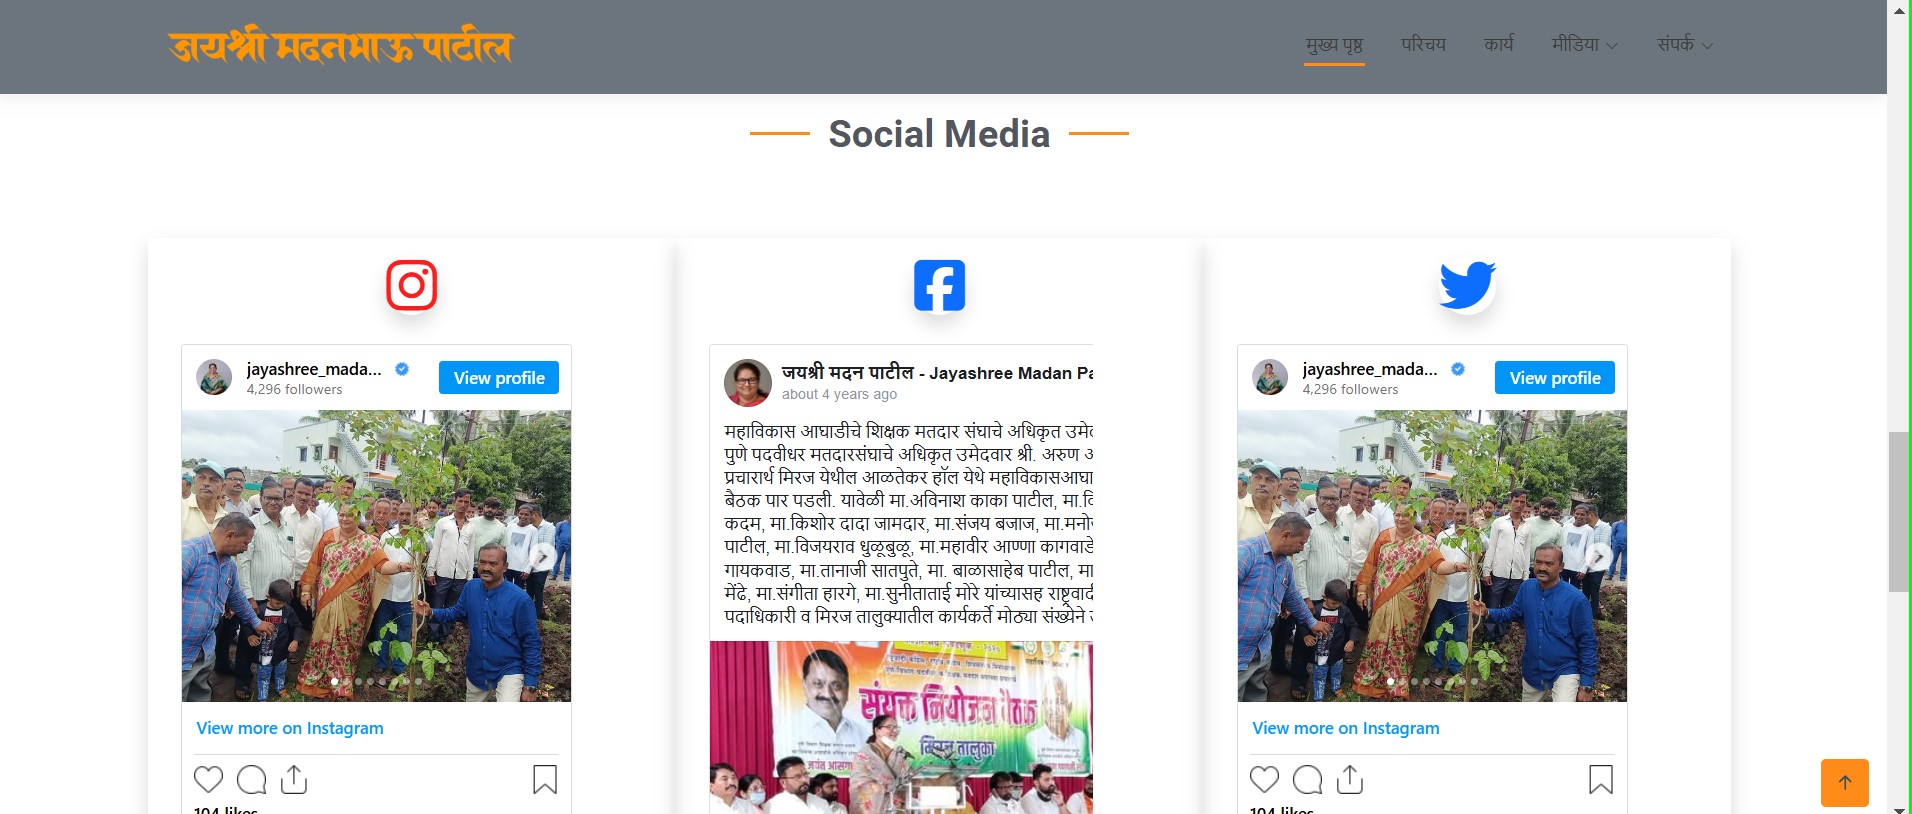 जयश्री मदनभाऊ पाटील
मुख्य पृष्ठ परिचय कार्य मीडिया संपर्क
Social Media
jayashree_mada...
4,296 followers
View profile
View more on Instagram
104 likes
जयश्री मदन पाटील - Jayashree Madan Pa
about 4 years ago
महाविकास आघाडीचे शिक्षक मतदार संघाचे अधिकृत उमेद
पुणे पदवीधर मतदारसंघाचे अधिकृत उमेदवार श्री. अरुण अ
प्रचारार्थ मिरज येथील आळतेकर हॉल येथे महाविकासआघा
बैठक पार पडली. यावेळी मा.अविनाश काका पाटील, मा.वि
कदम, मा.किशोर दादा जामदार, मा.संजय बजाज, मा.मनोज
पाटील, मा.विजयराव धुळूबुळू, मा.महावीर आण्णा कागवाडे
गायकवाड, मा.तानाजी सातपुते, मा. बाळासाहेब पाटील, मा
मेंढे, मा.संगीता हारगे, मा.सुनीताताई मोरे यांच्यासह राष्ट्रवादी
पदाधिकारी व मिरज तालुक्यातील कार्यकर्ते मोठ्या संख्येने
संयुक्त नियोजन बैठक
मिरज तालुका
jayashree_mada...
4,296 followers
View profile
View more on Instagram
104 likes